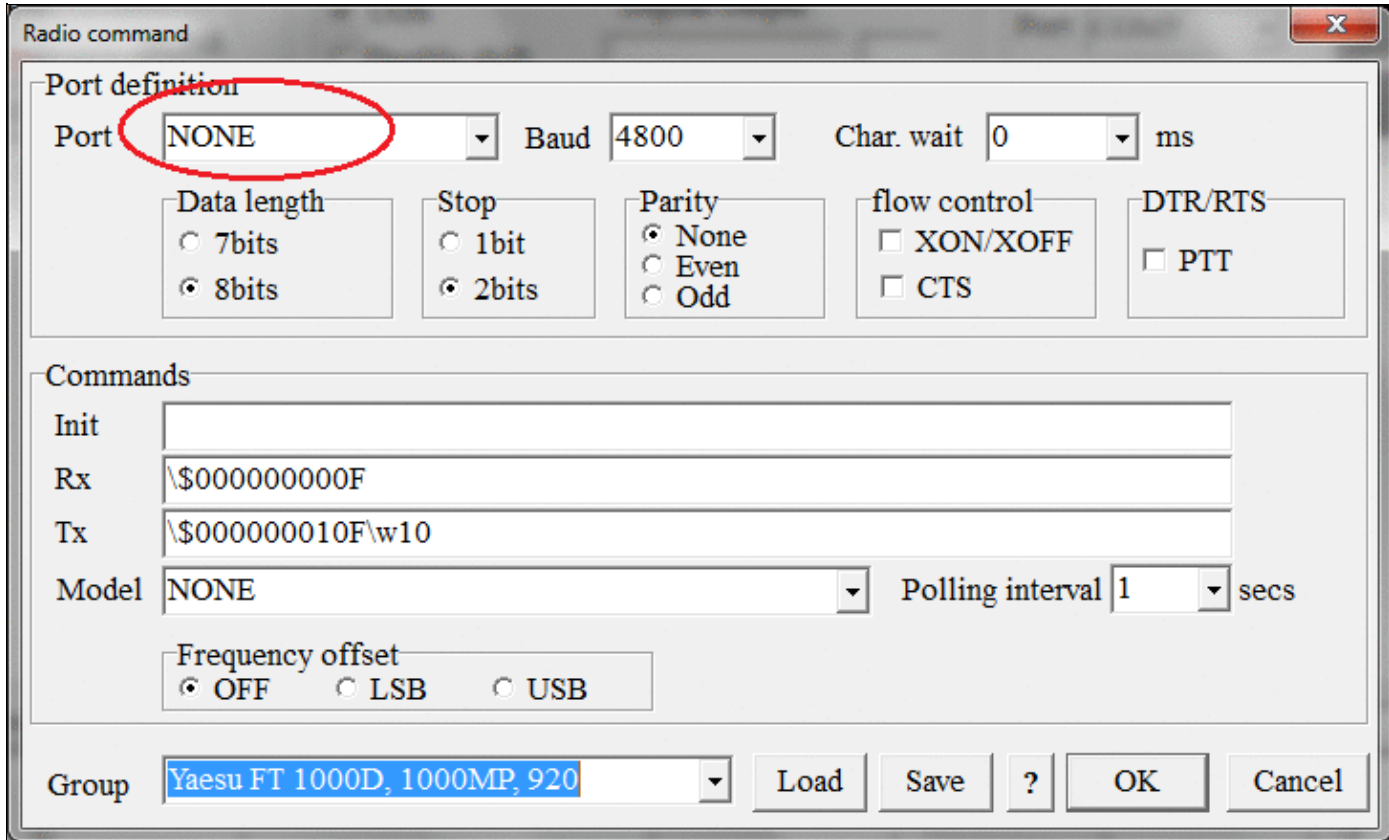 Radio command
Port definition
Port NONE Baud 4800 Char. wait 0 ms
Data length Stop Parity flow control DTR/RTS
7bits 1bit None XON/XOFF PTT
Even
8bits 2bits Odd CTS
Commands
Init
Rx \$000000000F
Tx \$000000010F\w10
Model NONE Polling interval 1 secs
Frequency offset
OFF LSB USB
Group Yaesu FT 1000D, 1000MP, 920 Load Save ? OK Cancel